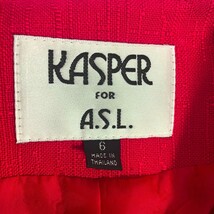 KASPER
FOR
A.S.L.
6
MADE IN
THAILAND